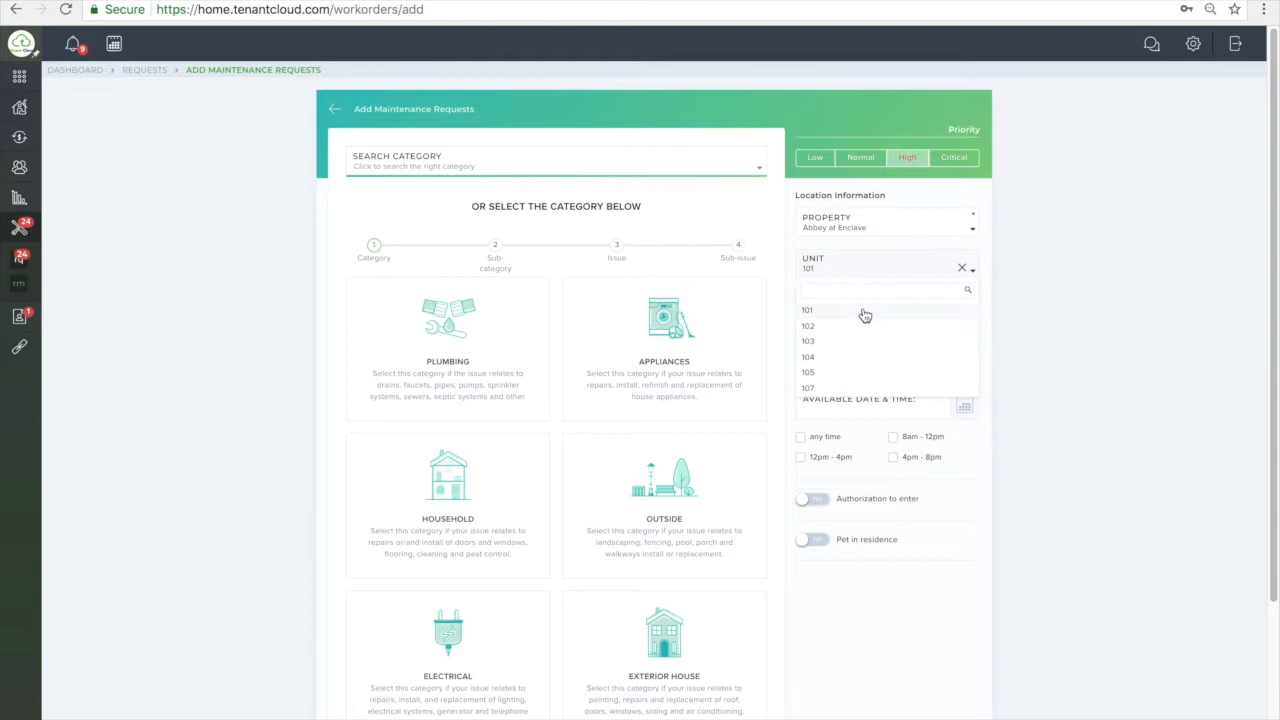 Secure
https://home.tenantcloud.com/workorders/add
9
DASHBOARD > REQUESTS > ADD MAINTENANCE REQUESTS
24
24
rm
1
Add Maintenance Requests
SEARCH CATEGORY
Click to search the right category
OR SELECT THE CATEGORY BELOW
1
2
3
4
Category
Sub-
category
Issue
Sub-issue
PLUMBING
Select this category if the issue relates to
drains, faucets, pipes, pumps, sprinkler
systems, sewers, septic systems and other.
APPLIANCES
Select this category if your issue relates to
repairs, install, refinish and replacement of
house appliances.
HOUSEHOLD
Select this category if your issue relates to
repairs or/and install of doors and windows,
flooring, cleaning and pest control.
OUTSIDE
Select this category if your issue relates to
landscaping, fencing, pool, porch and
walkways install or replacement.
ELECTRICAL
Select this category if your issue relates to
repairs, install, and replacement of lighting,
electrical systems, generator and telephone
EXTERIOR HOUSE
Select this category if your issue relates to
painting, repairs and replacement of roof,
doors, windows, siding and air conditioning.
Priority
Low
Normal
High
Critical
Location Information
PROPERTY *
Abbey at Enclave
UNIT
101
101
102
103
104
105
107
AVAILABLE DATE & TIME:
any time
8am - 12pm
12pm - 4pm
4pm - 8pm
no
Authorization to enter
no
Pet in residence